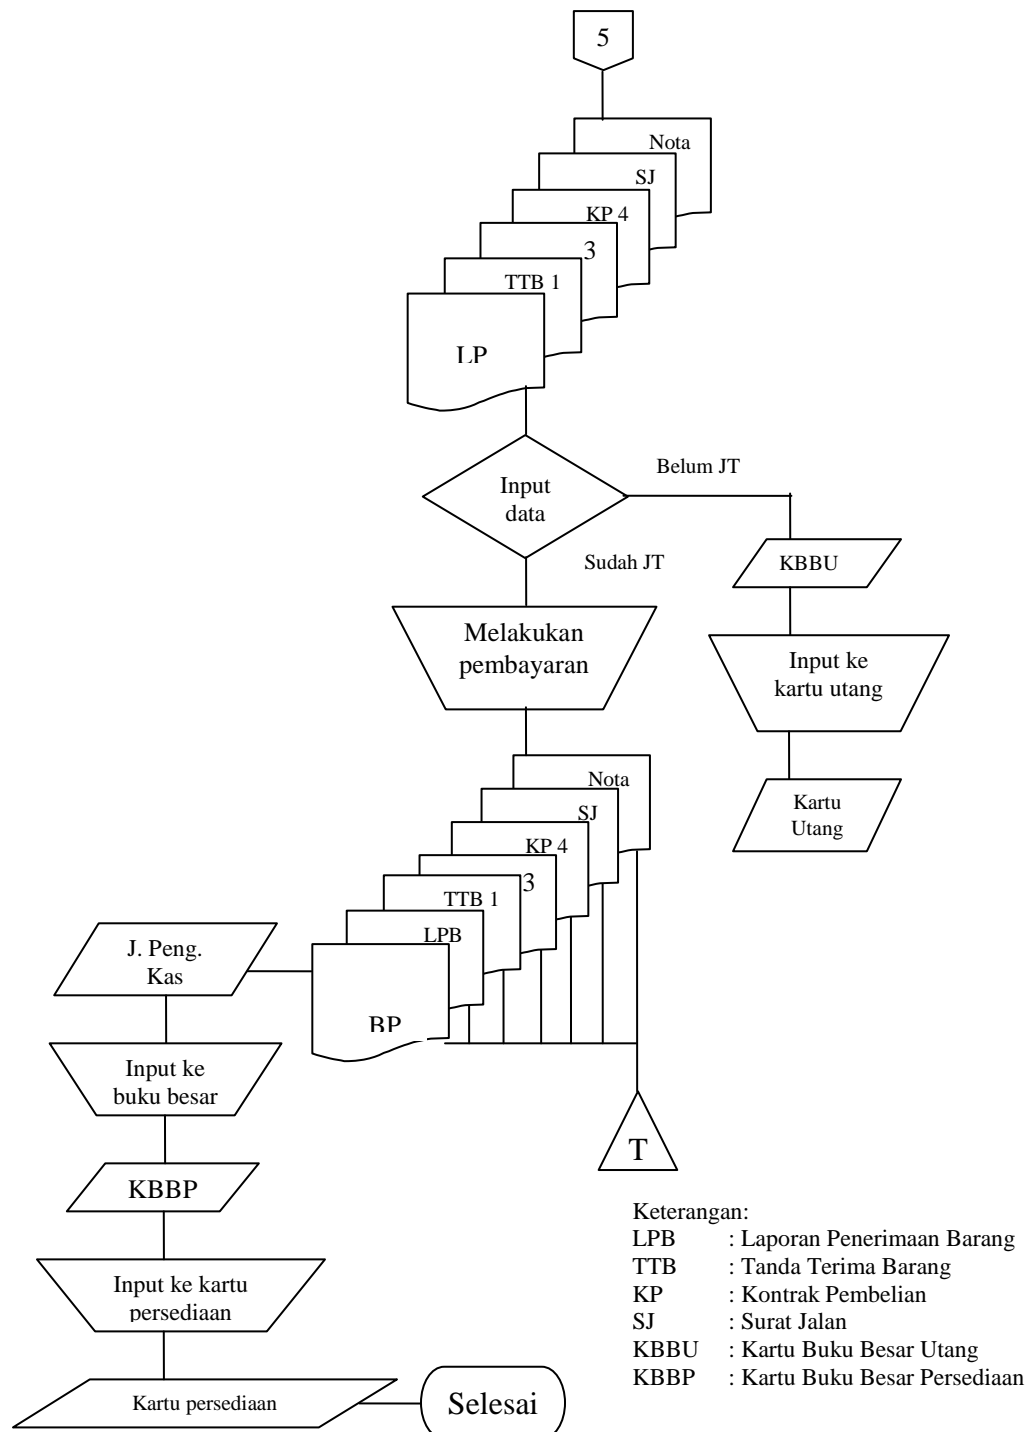 5
Nota
SJ
KP 4
3
TTB 1
LP
Input
data
Belum JT
Sudah JT
KBBU
Melakukan
pembayaran
Input ke
kartu utang
Kartu
Utang
Nota
SJ
KP 4
3
TTB 1
LPB
BP
J. Peng.
Kas
Input ke
buku besar
T
KBBP
Input ke kartu
persediaan
Kartu persediaan
Selesai
Keterangan:
LPB : Laporan Penerimaan Barang
TTB : Tanda Terima Barang
KP : Kontrak Pembelian
SJ : Surat Jalan
KBBU : Kartu Buku Besar Utang
KBBP : Kartu Buku Besar Persediaan